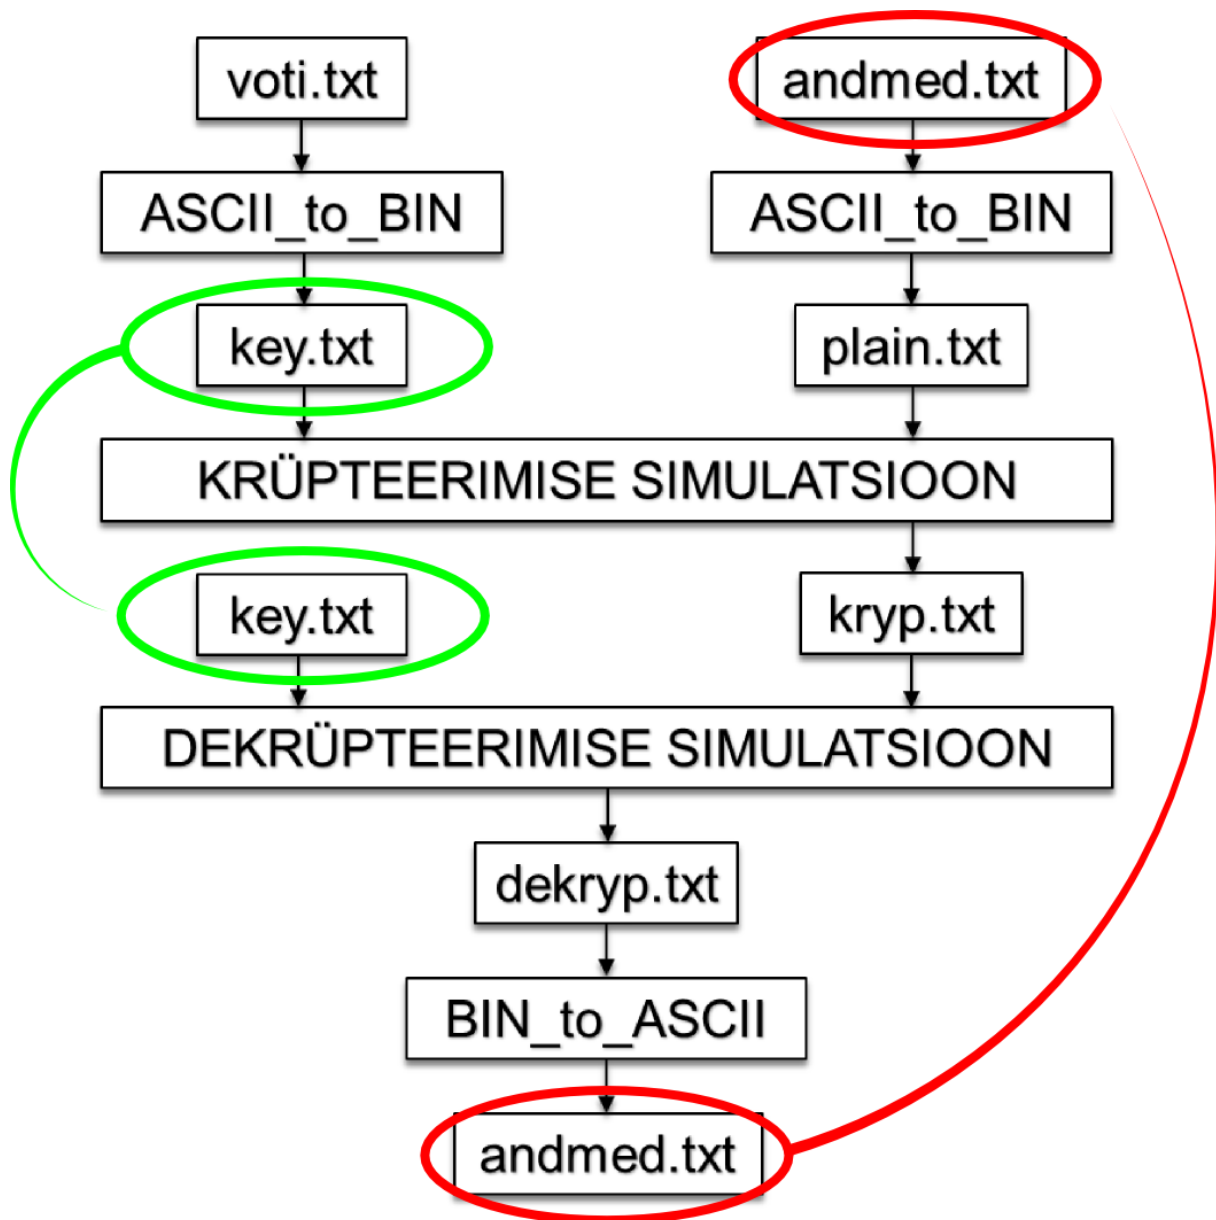 voti.txt
andmed.txt
ASCII_to_BIN
ASCII_to_BIN
key.txt
plain.txt
KRÜPTEERIMISE SIMULATSIOON
key.txt
kryp.txt
DEKRÜPTEERIMISE SIMULATSIOON
dekryp.txt
BIN_to_ASCII
andmed.txt